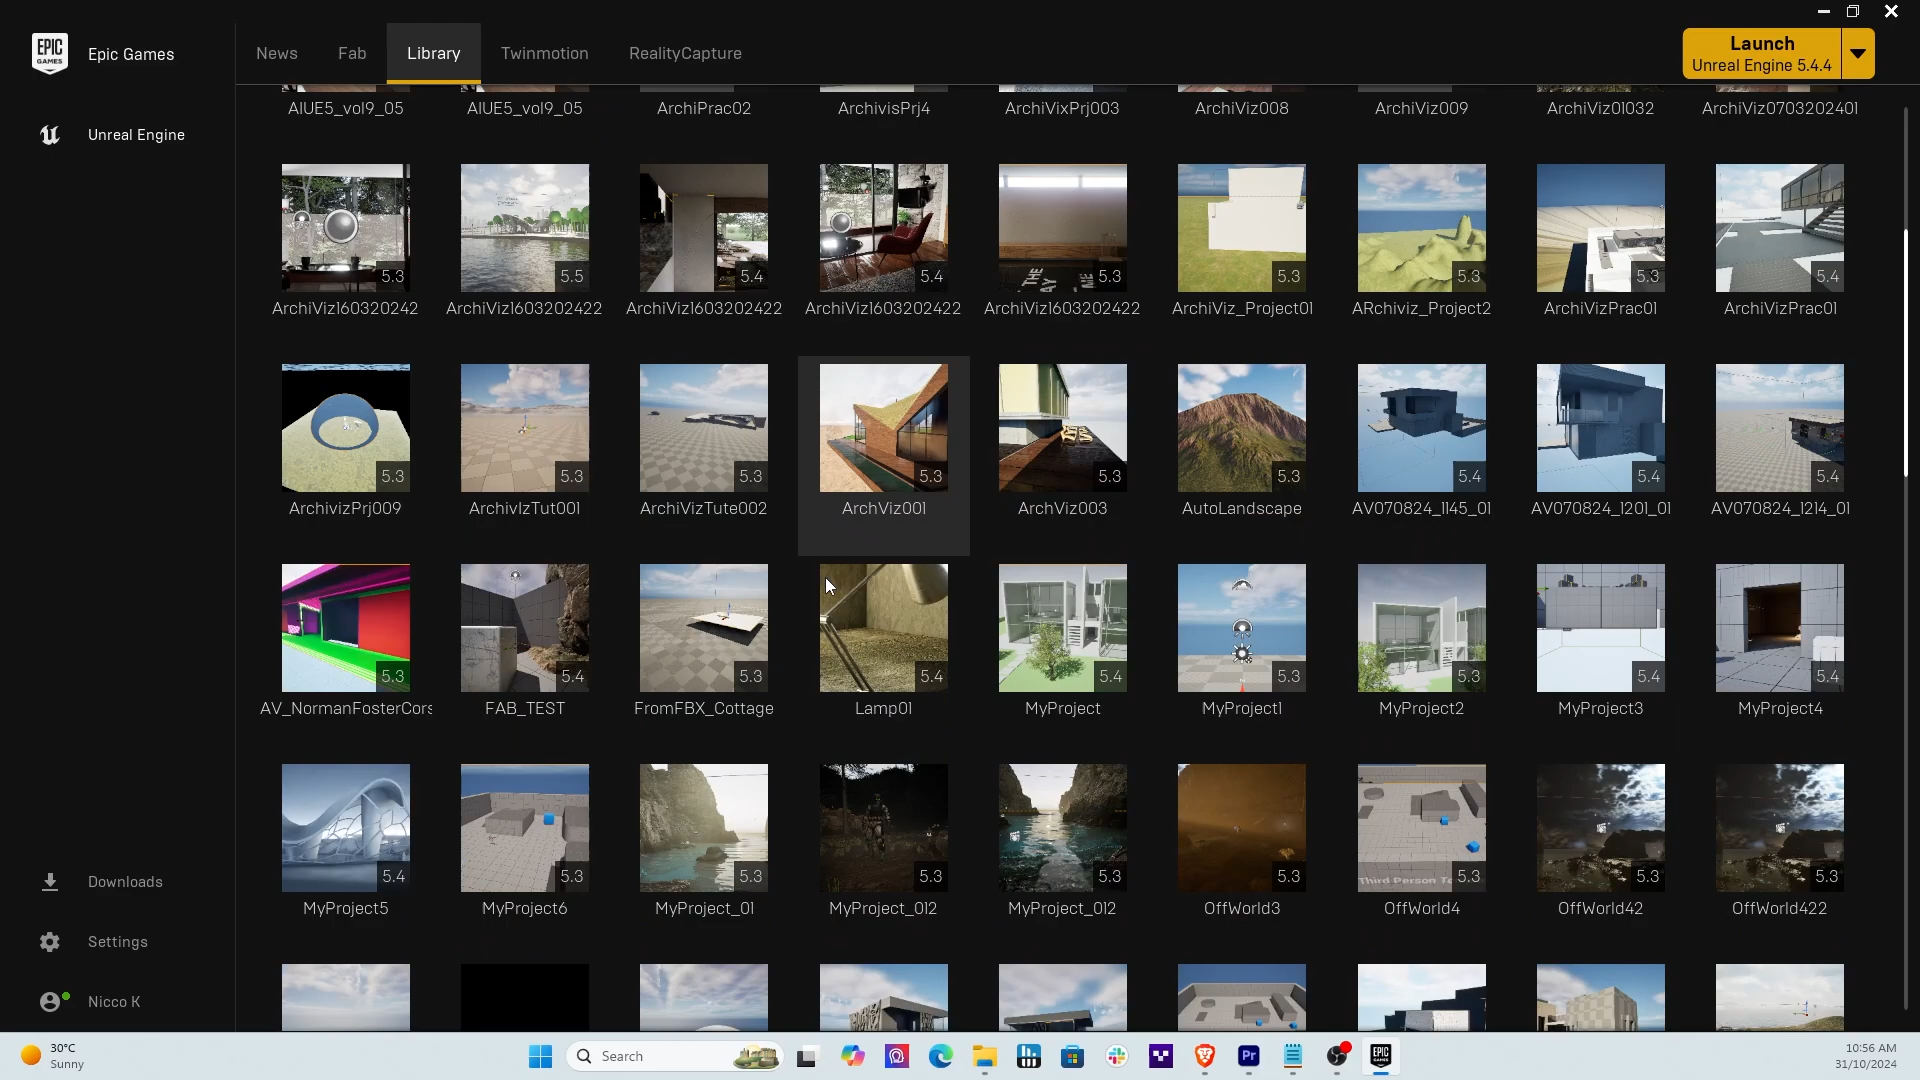 EPIC GAMES
Epic Games
News Fab Library Twinmotion RealityCapture
Launch
Unreal Engine 5.4.4
Unreal Engine
AIUE5_vol9_05 AIUE5_vol9_05 ArchiPrac02 ArchivisPrj4 ArchiVixPrj003 ArchiViz008 ArchiViz009 ArchiViz01032 ArchiViz0703202401
5.3 5.5 5.4 5.4 5.3 5.3 5.3 5.3 5.4
ArchiViz160320242 ArchiViz1603202422 ArchiViz1603202422 ArchiViz1603202422 ArchiViz1603202422 ArchiViz_Project01 ARchiviz_Project2 ArchiVizPrac01 ArchiVizPrac01
5.3 5.3 5.3 5.3 5.3 5.3 5.4 5.4 5.4
ArchivizPrj009 ArchivIzTut001 ArchiVizTute002 ArchViz001 ArchViz003 AutoLandscape AV070824_1145_01 AV070824_1201_01 AV070824_1214_01
5.3 5.4 5.3 5.4 5.4 5.3 5.3 5.4 5.4
AV_NormanFosterCors FAB_TEST FromFBX_Cottage Lamp01 MyProject MyProject1 MyProject2 MyProject3 MyProject4
5.4 5.3 5.3 5.3 5.3 5.3 5.3 5.3 5.3
Third Person Te
MyProject5 MyProject6 MyProject_01 MyProject_012 MyProject_012 OffWorld3 OffWorld4 OffWorld42 OffWorld422
Downloads
Settings
Nicco K
30°C
Sunny
Search
Pr
EPIC GAMES
10:56 AM
31/10/2024